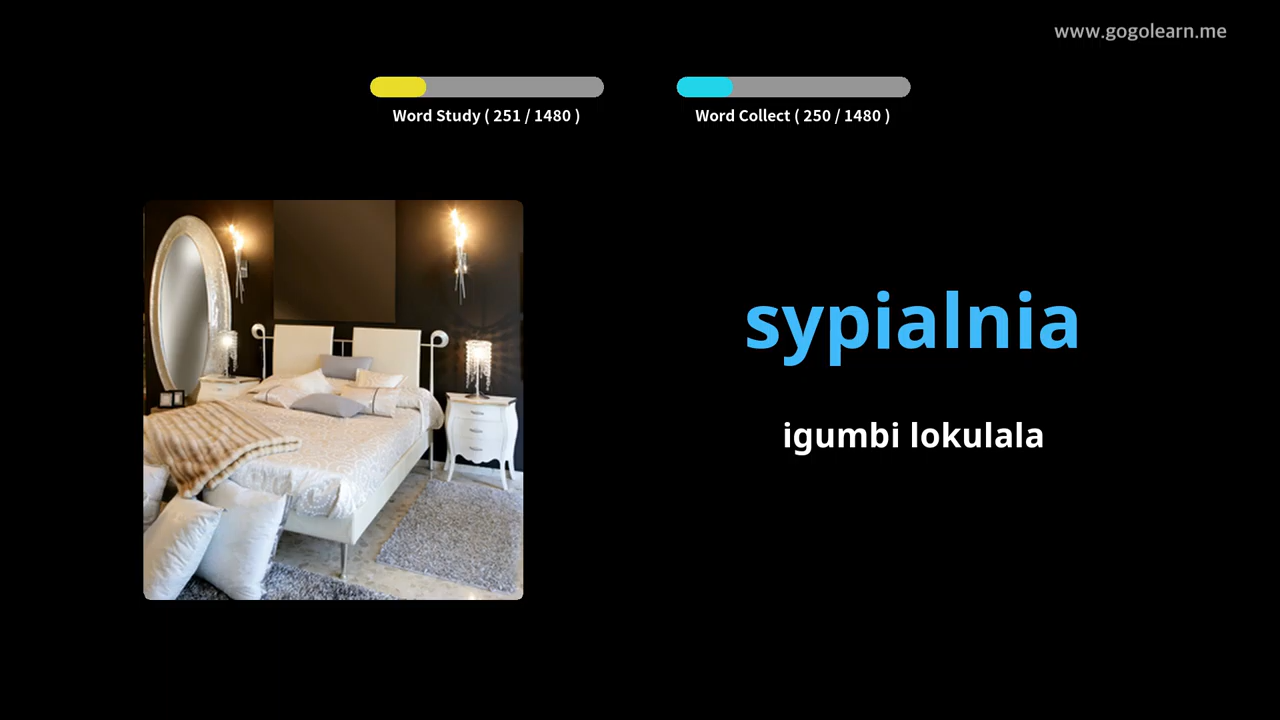 www.gogolearn.me
Word Study ( 251 / 1480 )
Word Collect ( 250 / 1480 )
sypialnia
igumbi lokulala